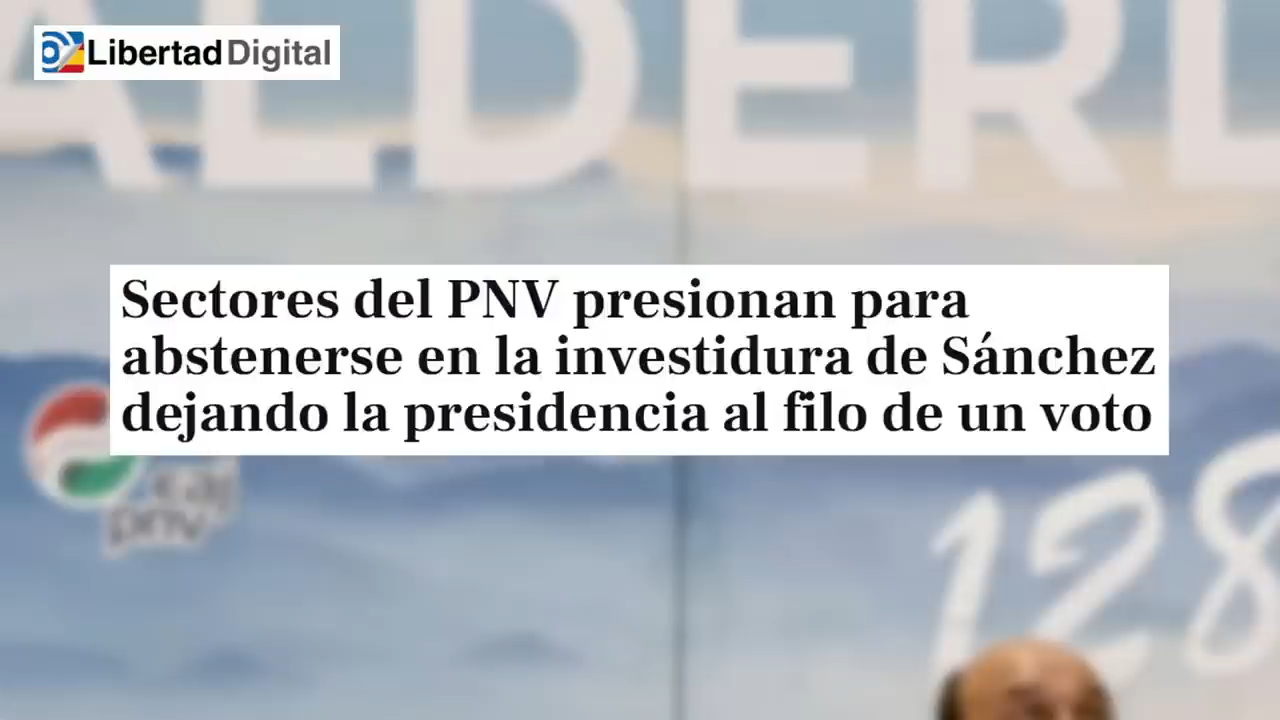 ALDERD
Libertad Digital
Sectores del PNV presionan para
abstenerse en la investidura de Sánchez
dejando la presidencia al filo de un voto
eaj
pnv
128